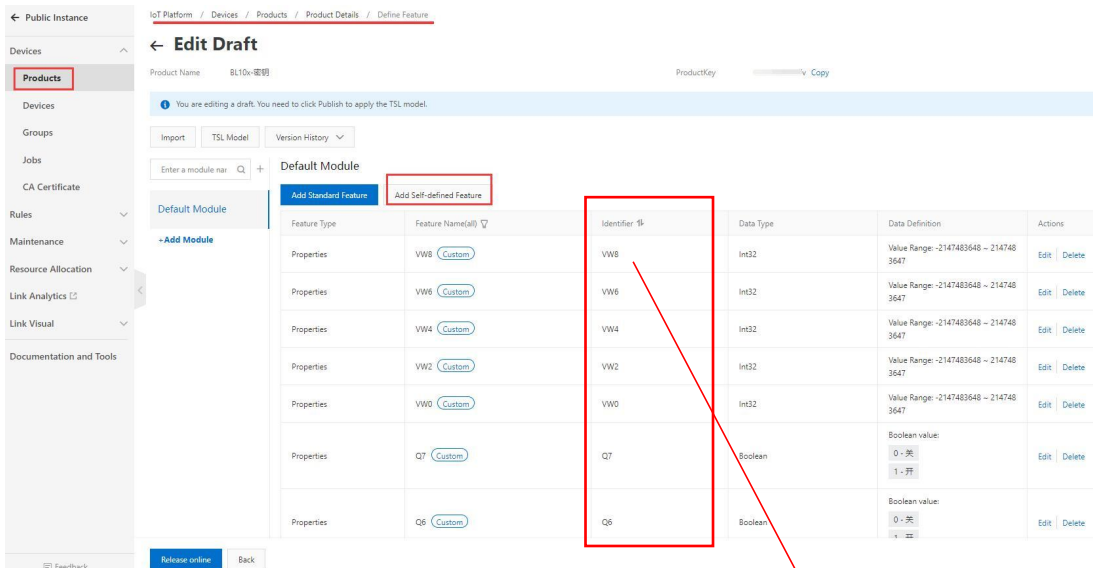 ← Public Instance
Devices
Products
Devices
Groups
Jobs
CA Certificate
Rules
Maintenance
Resource Allocation
Link Analytics
Link Visual
Documentation and Tools
Feedback
IoT Platform / Devices / Products / Product Details / Define Feature
← Edit Draft
Product Name BL10x-密钥 ProductKey Copy
You are editing a draft. You need to click Publish to apply the TSL model.
Import TSL Model Version History
Enter a module nar +
Default Module
+Add Module
Default Module
Add Standard Feature Add Self-defined Feature
Feature Type Feature Name(all) Identifier Data Type Data Definition Actions
Properties VW8 Custom VW8 Int32 Value Range: -2147483648 ~ 214748
3647 Edit Delete
Properties VW6 Custom VW6 Int32 Value Range: -2147483648 ~ 214748
3647 Edit Delete
Properties VW4 Custom VW4 Int32 Value Range: -2147483648 ~ 214748
3647 Edit Delete
Properties VW2 Custom VW2 Int32 Value Range: -2147483648 ~ 214748
3647 Edit Delete
Properties VW0 Custom VW0 Int32 Value Range: -2147483648 ~ 214748
3647 Edit Delete
Properties Q7 Custom Q7 Boolean Boolean value:
0 - 关
1 - 开
Edit Delete
Properties Q6 Custom Q6 Boolean Boolean value:
0 - 关
1 - 开
Edit Delete
Release online Back